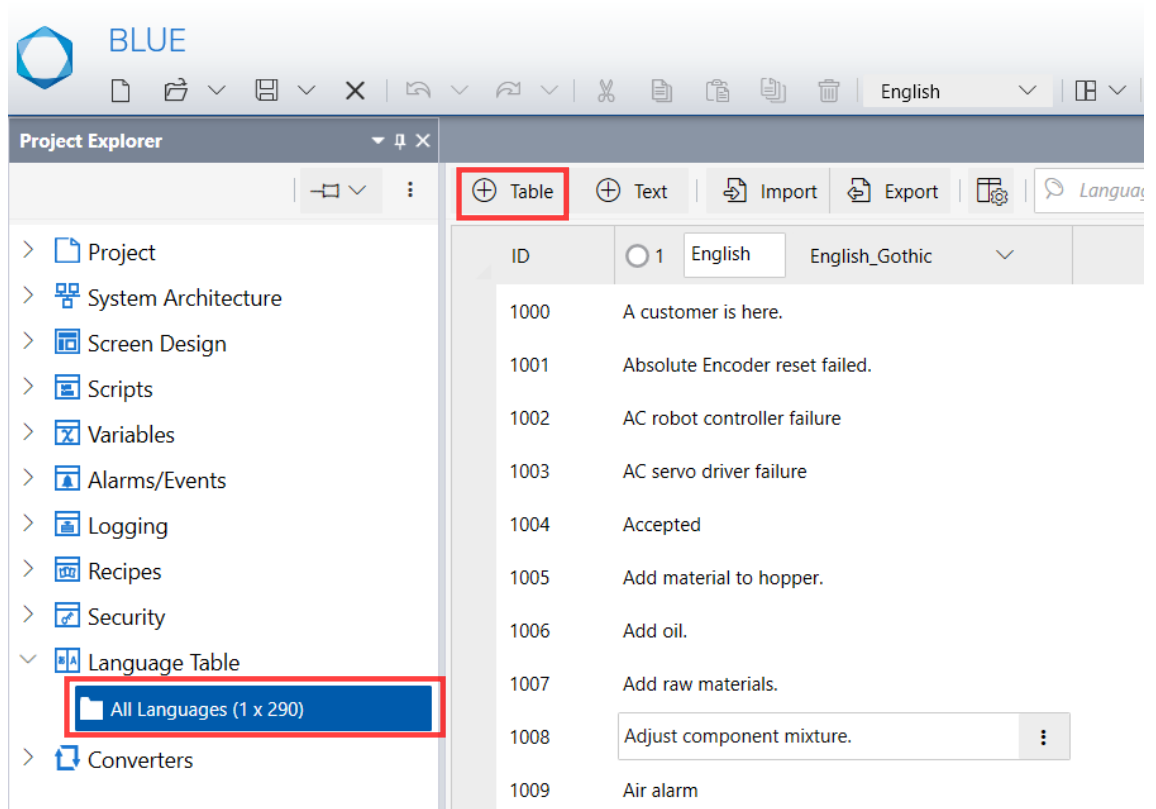 BLUE
English
Project Explorer
Table Text Import Export
Project
System Architecture
Screen Design
Scripts
Variables
Alarms/Events
Logging
Recipes
Security
Language Table
All Languages (1 x 290)
Converters
ID 1 English English_Gothic
1000 A customer is here.
1001 Absolute Encoder reset failed.
1002 AC robot controller failure
1003 AC servo driver failure
1004 Accepted
1005 Add material to hopper.
1006 Add oil.
1007 Add raw materials.
1008 Adjust component mixture.
1009 Air alarm